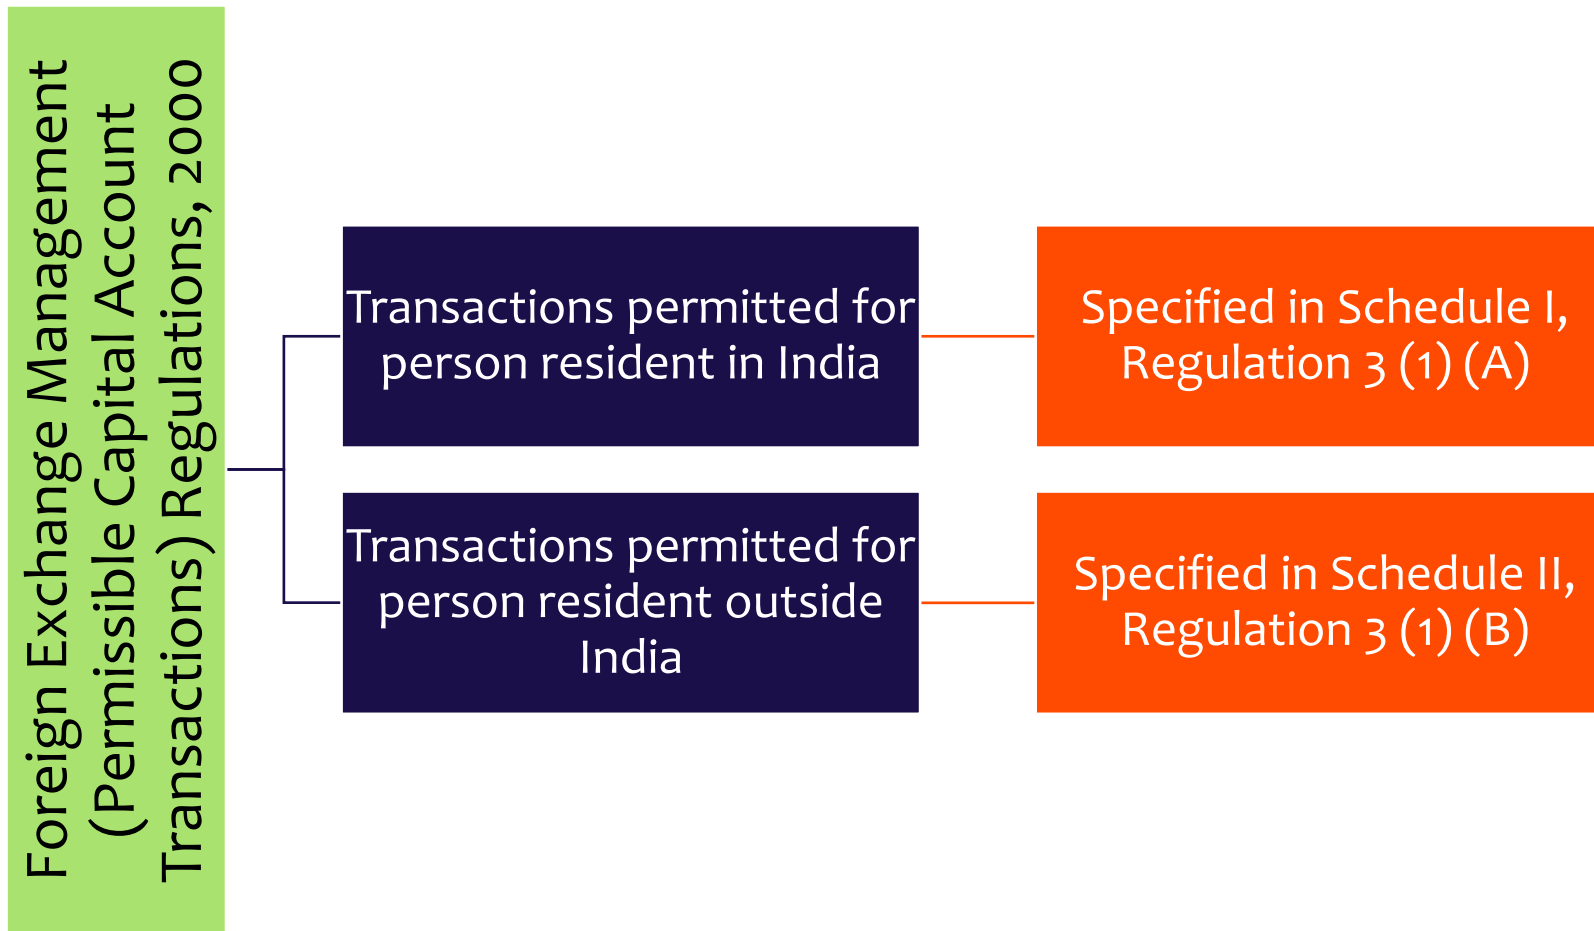 Foreign Exchange Management
(Permissible Capital Account
Transactions) Regulations, 2000
Transactions permitted for
person resident in India
Specified in Schedule I,
Regulation 3 (1) (A)
Transactions permitted for
person resident outside
India
Specified in Schedule II,
Regulation 3 (1) (B)